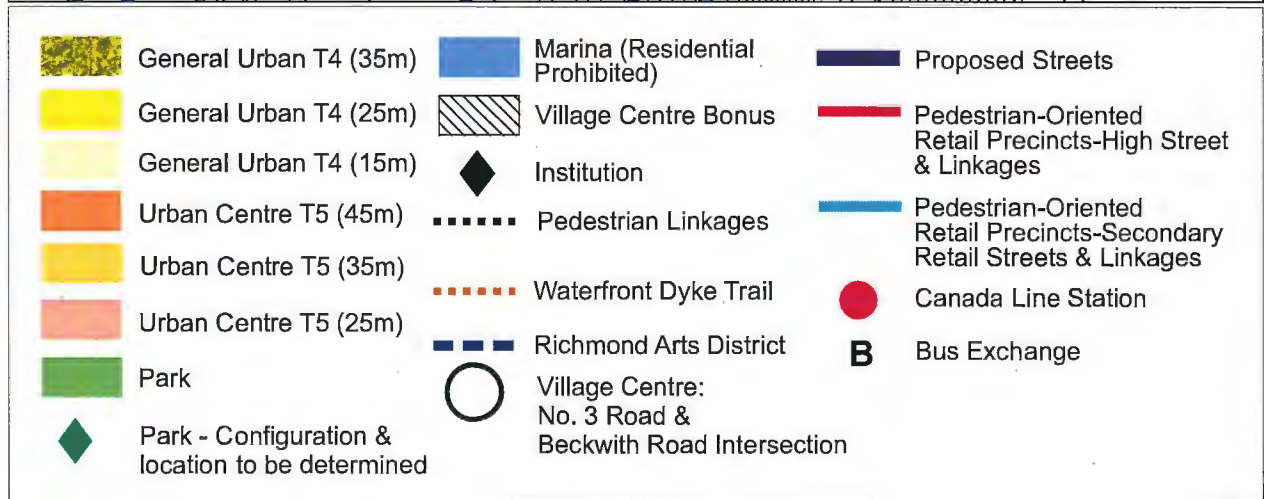 General Urban T4 (35m)
General Urban T4 (25m)
General Urban T4 (15m)
Urban Centre T5 (45m)
Urban Centre T5 (35m)
Urban Centre T5 (25m)
Park
Park - Configuration &
location to be determined
Marina (Residential
Prohibited)
Village Centre Bonus
Institution
Pedestrian Linkages
Waterfront Dyke Trail
Richmond Arts District
Village Centre:
No. 3 Road &
Beckwith Road Intersection
Proposed Streets
Pedestrian-Oriented
Retail Precincts-High Street
& Linkages
Pedestrian-Oriented
Retail Precincts-Secondary
Retail Streets & Linkages
Canada Line Station
B Bus Exchange